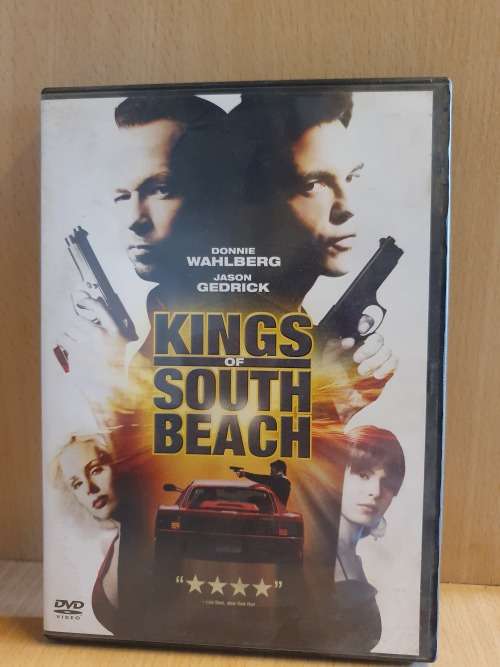 DONNIE
WAHLBERG
JASON
GEDRICK
KINGS
OF
SOUTH
BEACH
"★★★★"
DVD
VIDEO